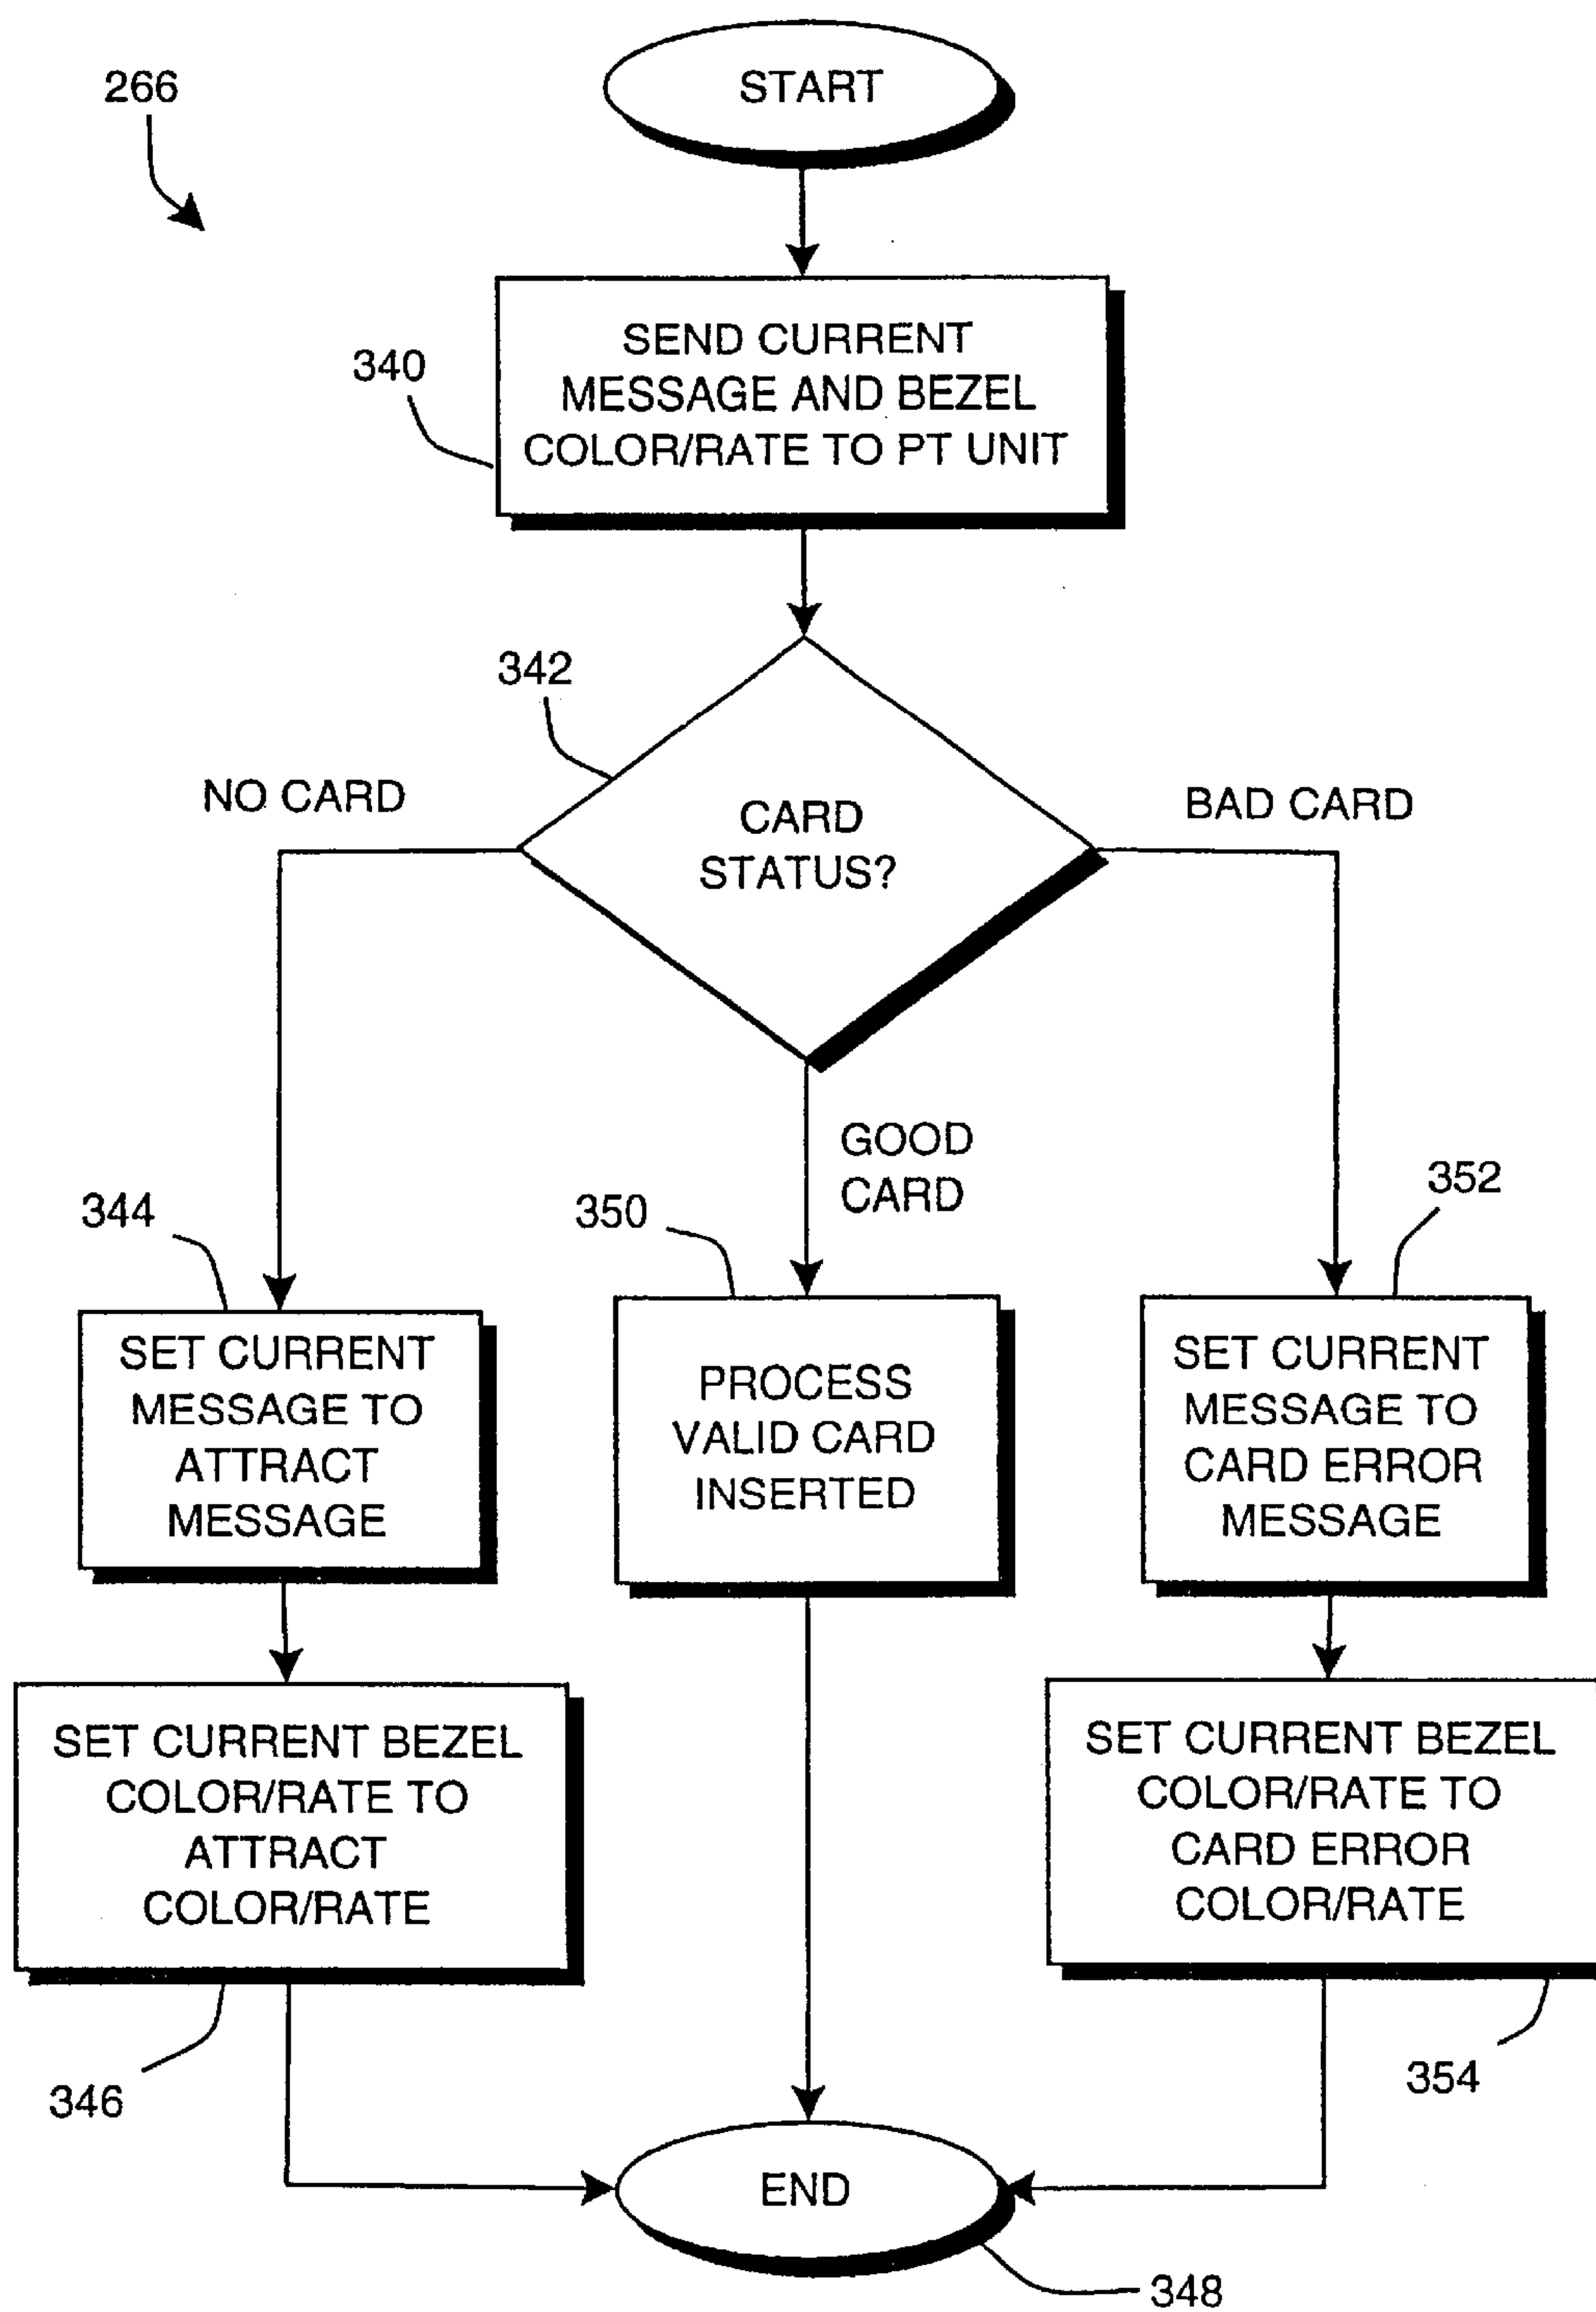 START
266
SEND CURRENT
MESSAGE AND BEZEL
COLOR/RATE TO PT UNIT
340
342
NO CARD
CARD
STATUS?
BAD CARD
GOOD
CARD
344
350
352
SET CURRENT
MESSAGE TO
ATTRACT
MESSAGE
PROCESS
VALID CARD
INSERTED
SET CURRENT
MESSAGE TO
CARD ERROR
MESSAGE
SET CURRENT BEZEL
COLOR/RATE TO
ATTRACT
COLOR/RATE
SET CURRENT BEZEL
COLOR/RATE TO
CARD ERROR
COLOR/RATE
346
354
END
348